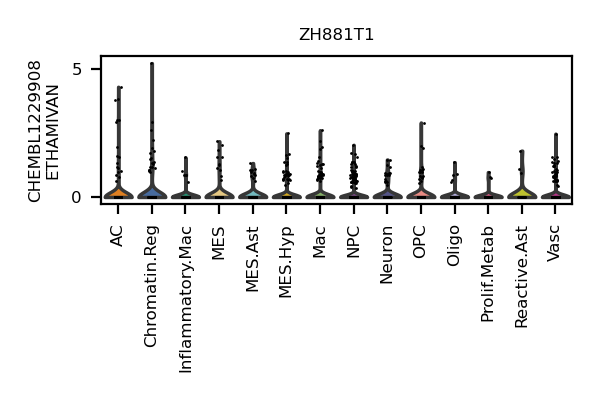 ZH881T1
CHEMBL1229908
ETHAMIVAN
5
0
AC
Chromatin.Reg
Inflammatory.Mac
MES
MES.Ast
MES.Hyp
Mac
NPC
Neuron
OPC
Oligo
Prolif.Metab
Reactive.Ast
Vasc